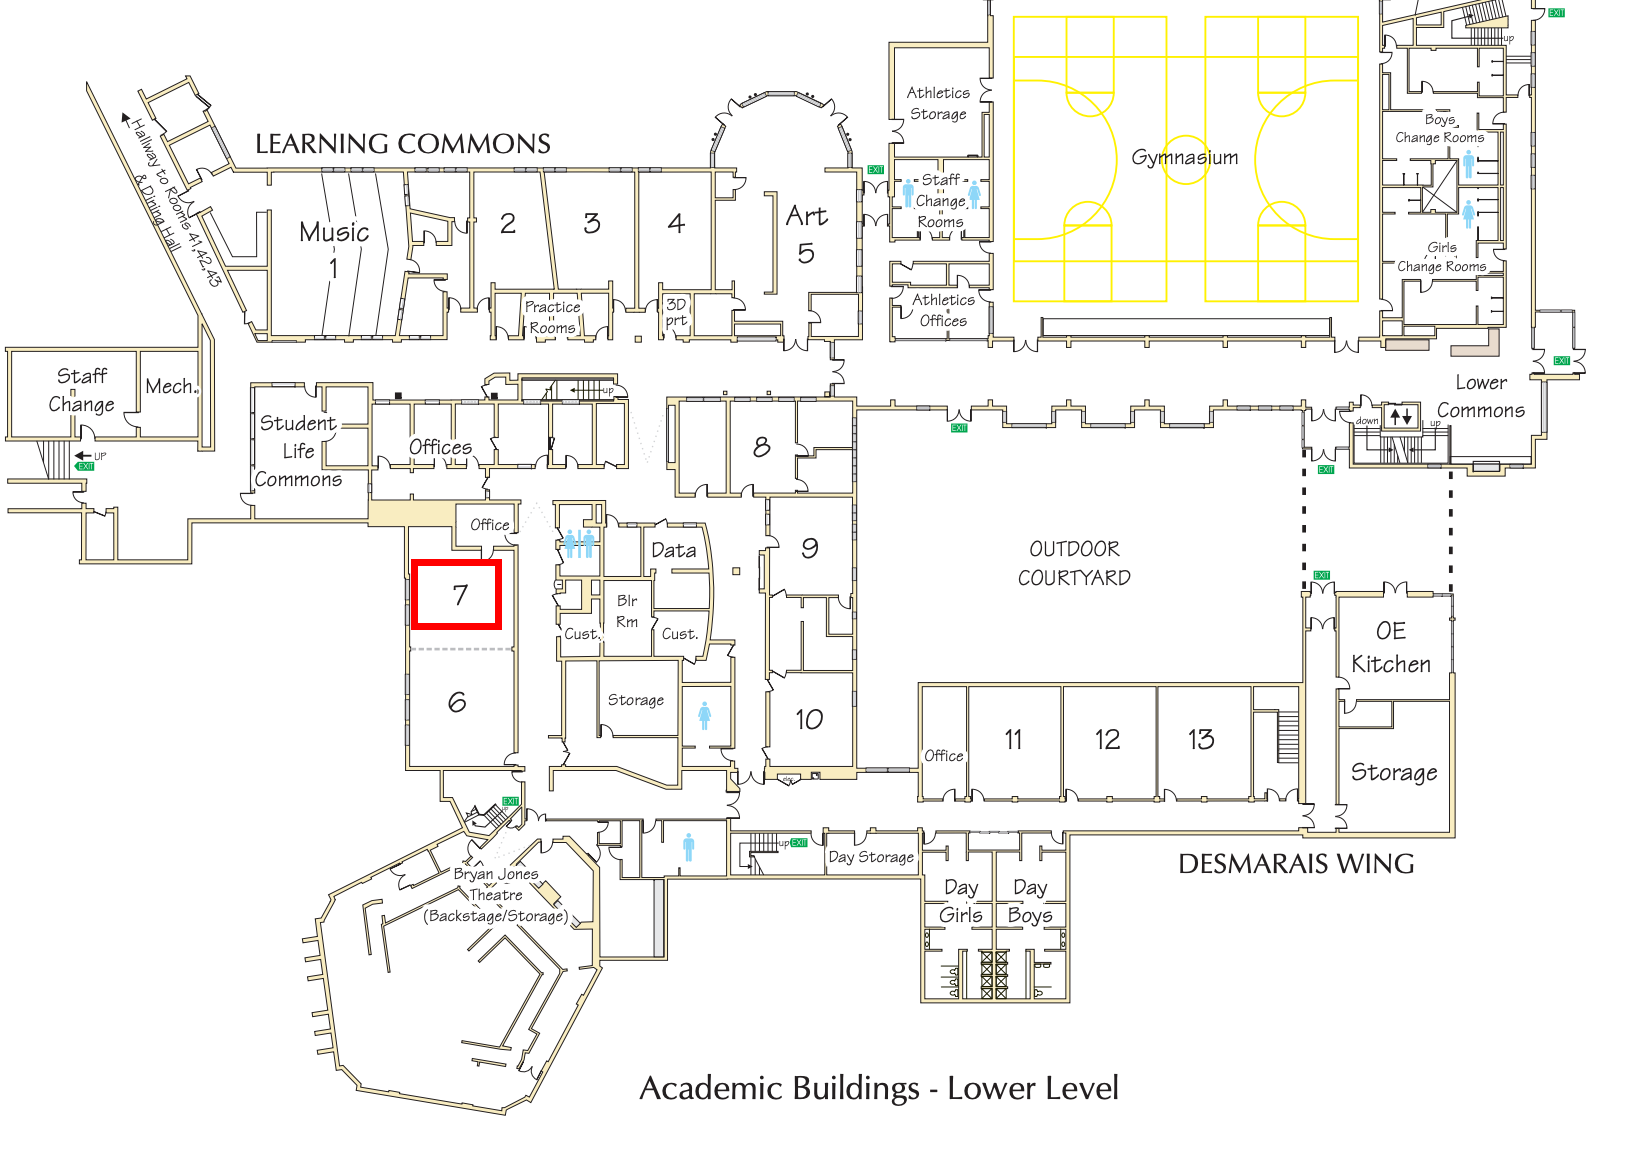 EXIT
up
Athletics
Storage
Gymnasium
Boys
Change Rooms
LEARNING COMMONS
Hallway to Rooms 41,42,43
& Dining Hall
EXIT
Staff
Change
Rooms
Music
1
2
3
4
Art
5
Girls
Change Rooms
Practice
Rooms
3D
prt
Athletics
Offices
EXIT
Staff
Change
Mech.
up
Lower
Commons
Student
Life
Commons
Offices
8
EXIT
down
up
UP
EXIT
EXIT
Office
Data
9
OUTDOOR
COURTYARD
EXIT
7
Blr
Rm
Cust.
Cust.
OE
Kitchen
6
Storage
10
Office
11
12
13
Storage
EXIT
up
up
EXIT
Day Storage
DESMARAIS WING
Bryan Jones
Theatre
(Backstage/Storage)
Day
Girls
Day
Boys
Academic Buildings - Lower Level